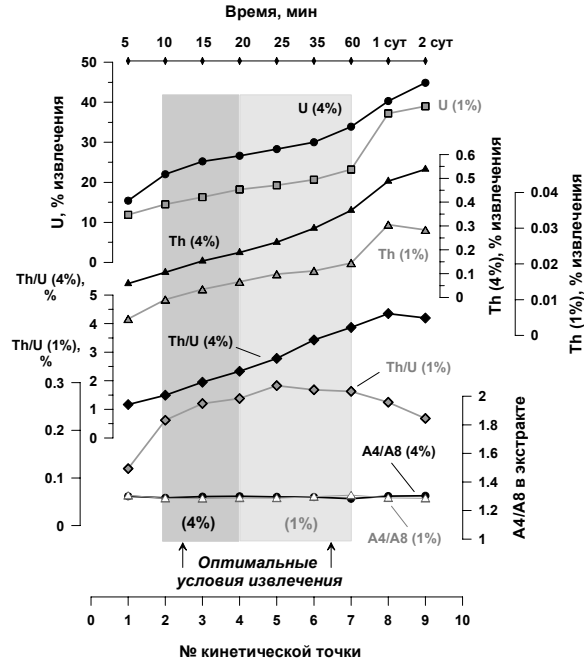 Время, мин
5 10 15 20 25 35 60 1 сут 2 сут
50
40
30
20
10
0
U, % извлечения
U (4%)
U (1%)
0.6
0.5
0.4
0.3
0.2
0.1
0
Th (4%), % извлечения
0.04
0.03
0.02
0.01
0
Th (1%), % извлечения
Th (4%)
Th (1%)
Th/U (4%),
%
5
4
3
2
1
0
Th/U (1%),
%
0.3
0.2
0.1
0
Th/U (4%)
Th/U (1%)
2
1.8
1.6
1.4
1.2
1
A4/A8 в экстракте
A4/A8 (4%)
A4/A8 (1%)
(4%) (1%)
Оптимальные
условия извлечения
0 1 2 3 4 5 6 7 8 9 10
№ кинетической точки